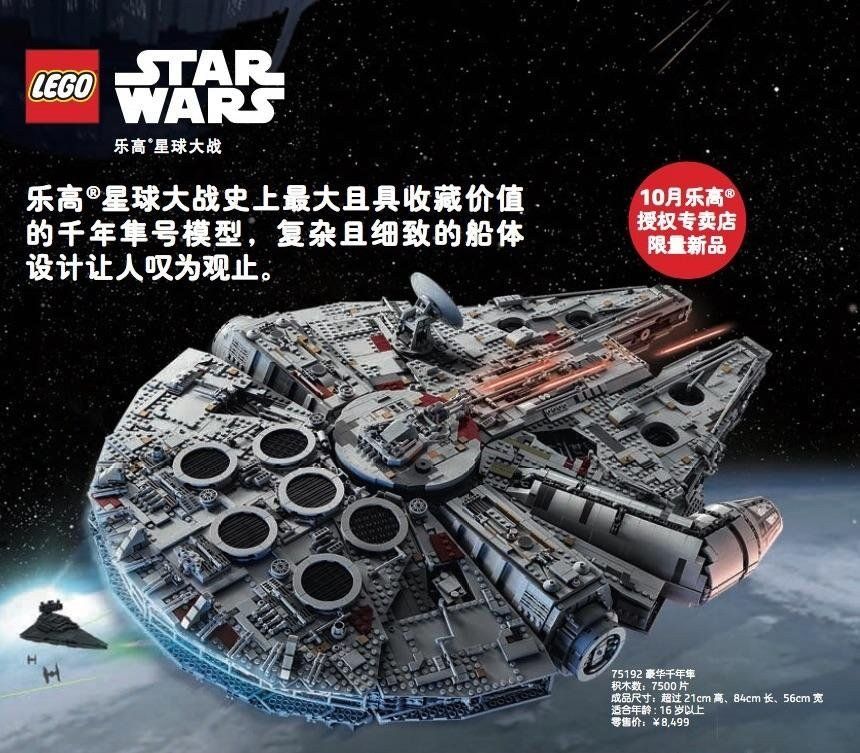 LEGO
STAR
WARS
乐高®星球大战
乐高®星球大战史上最大且具收藏价值
的千年隼号模型，复杂且细致的船体
设计让人叹为观止。
10月乐高®
授权专卖店
限量新品
75192 豪华千年隼
积木数：7500 片
成品尺寸：超过 21cm 高、84cm 长、56cm 宽
适合年龄：16 岁以上
零售价：￥8,499